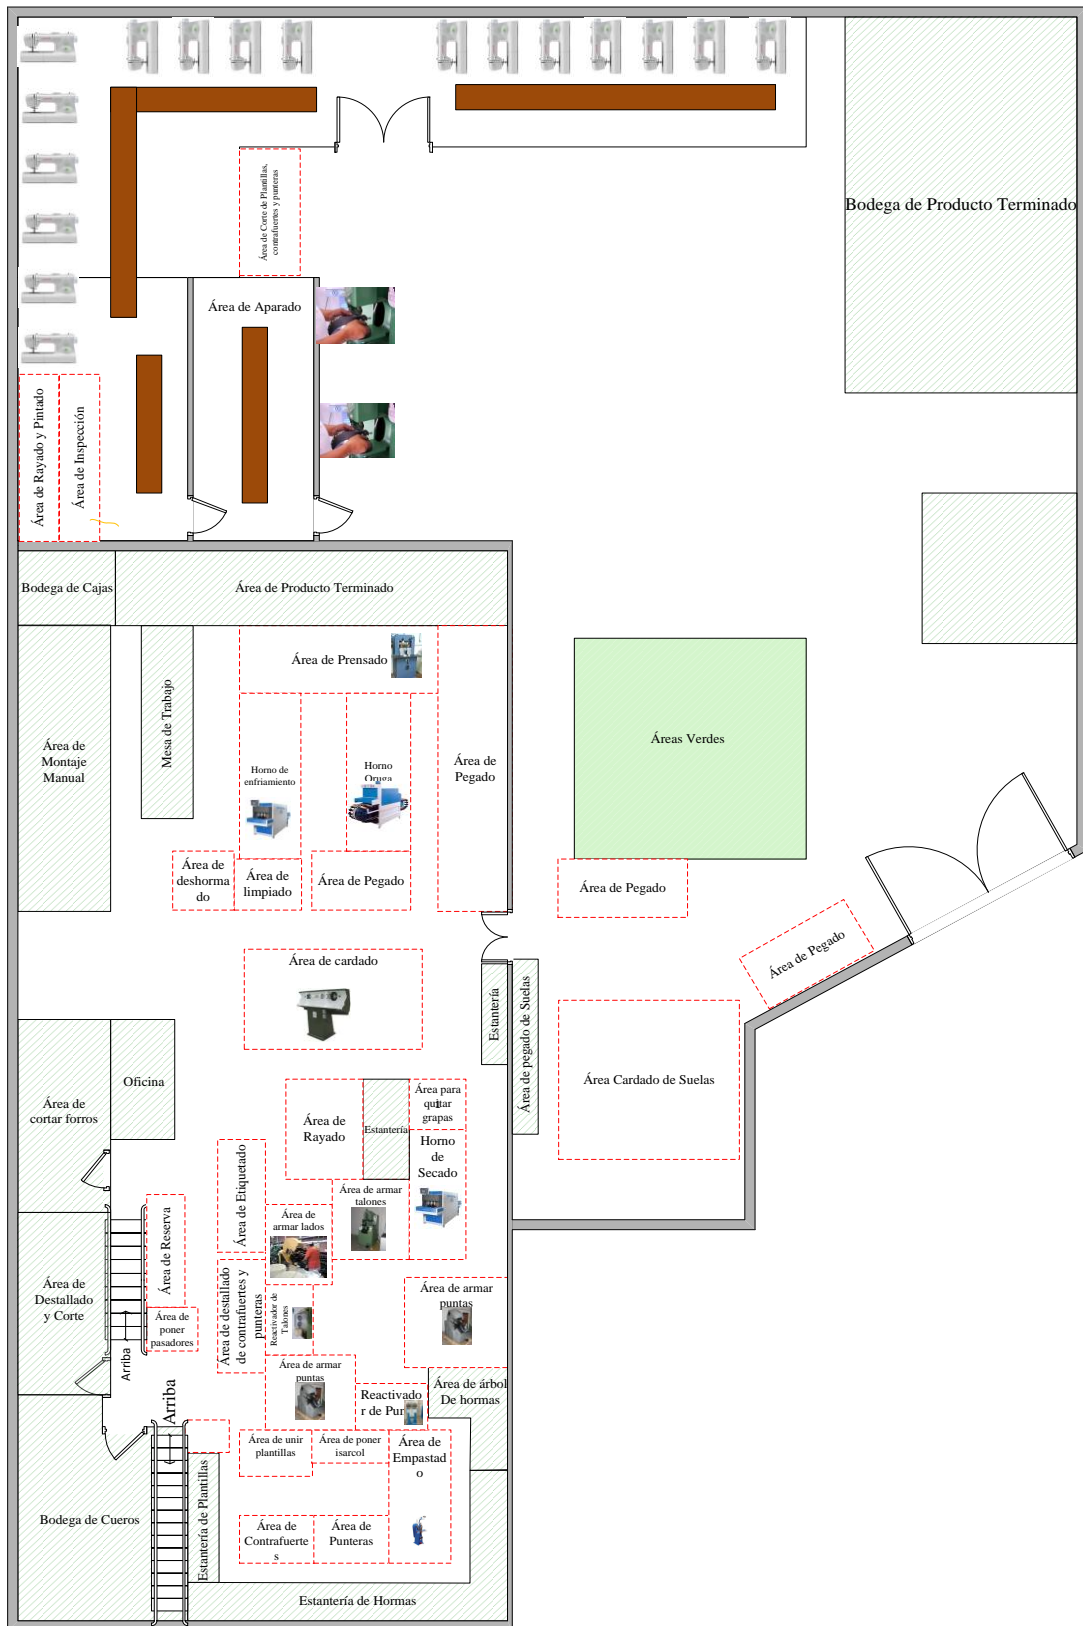 Bodega de Producto Terminado
Área de Corte de Plantillas,
contrafuertes y punteras
Área de Aparado
Área de Rayado y Pintado
Área de Inspección
Bodega de Cajas
Área de Producto Terminado
Área de Prensado
Área de
Montaje
Manual
Mesa de Trabajo
Horno de
enfriamiento
Horno
Oruga
Área de
Pegado
Áreas Verdes
Área de
deshorma
do
Área de
limpiado
Área de Pegado
Área de Pegado
Área de Pegado
Área de cardado
Estantería
Área de pegado de Suelas
Área Cardado de Suelas
Área de
cortar forros
Oficina
Área de
Rayado
Estantería
Área para
quitar
grapas
Horno
de
Secado
Área de Etiquetado
Área de armar
talones
Área de
armar lados
Área de Reserva
Área de
Destallado
y Corte
Área de
poner
pasadores
Arriba
Área de destallado
de contrafuertes y
punteras
Reactivador de
Talones
Área de armar
puntas
Área de armar
puntas
Reactivado
r de Pun
Área de árbol
De hormas
Arriba
Área de unir
plantillas
Área de poner
isarcol
Área de
Empastad
o
Bodega de Cueros
Estantería de Plantillas
Área de
Contrafuerte
s
Área de
Punteras
Estantería de Hormas